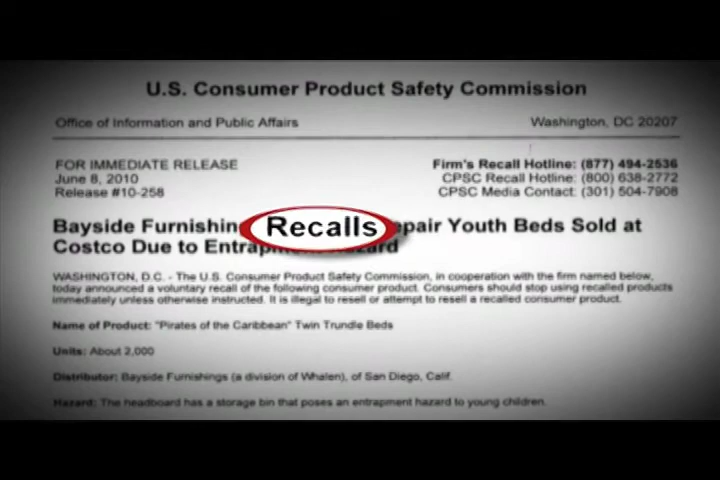 U.S. Consumer Product Safety Commission
Office of Information and Public Affairs Washington, DC 20207
FOR IMMEDIATE RELEASE Firm's Recall Hotline: (877) 494-2536
June 8, 2010 CPSC Recall Hotline: (800) 638-2772
Release #10-258 CPSC Media Contact: (301) 504-7908
Bayside Furnishin Recalls epair Youth Beds Sold at
Costco Due to Entrapment Hazard
WASHINGTON, D.C. - The U.S. Consumer Product Safety Commission, in cooperation with the firm named below,
today announced a voluntary recall of the following consumer product. Consumers should stop using recalled products
immediately unless otherwise instructed. It is illegal to resell or attempt to resell a recalled consumer product.
Name of Product: "Pirates of the Caribbean" Twin Trundle Beds
Units: About 2,000
Distributor: Bayside Furnishings (a division of Whalen), of San Diego, Calif.
Hazard: The headboard has a storage bin that poses an entrapment hazard to young children.